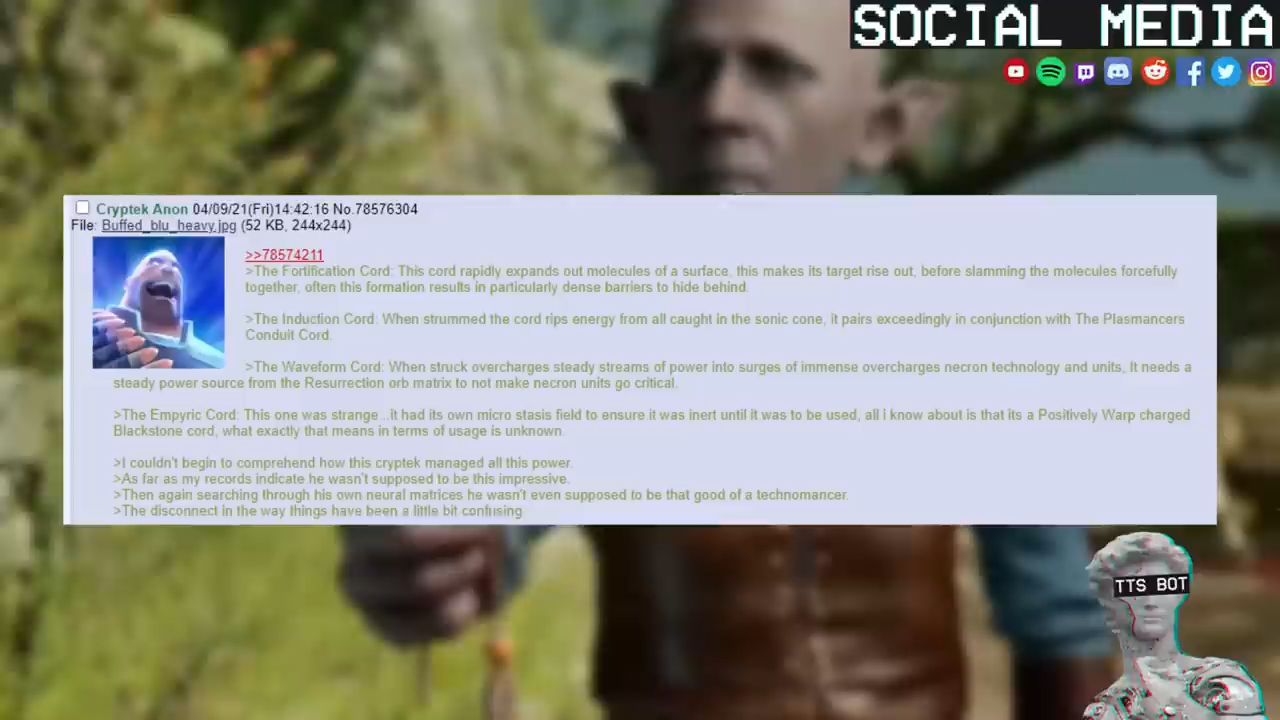 SOCIAL MEDIA
Cryptek Anon 04/09/21(Fri)14:42:16 No.78576304
File: Buffed_blu_heavy.jpg (52 KB, 244x244)
>>78574211
>The Fortification Cord: This cord rapidly expands out molecules of a surface, this makes its target rise out, before slamming the molecules forcefully
together, often this formation results in particularly dense barriers to hide behind.
>The Induction Cord: When strummed the cord rips energy from all caught in the sonic cone, it pairs exceedingly in conjunction with The Plasmancers
Conduit Cord.
>The Waveform Cord: When struck overcharges steady streams of power into surges of immense overcharges necron technology and units, It needs a
steady power source from the Resurrection orb matrix to not make necron units go critical.
>The Empyric Cord: This one was strange...it had its own micro stasis field to ensure it was inert until it was to be used, all i know about is that its a Positively Warp charged
Blackstone cord, what exactly that means in terms of usage is unknown.
>I couldn't begin to comprehend how this cryptek managed all this power.
>As far as my records indicate he wasn't supposed to be this impressive.
>Then again searching through his own neural matrices he wasn't even supposed to be that good of a technomancer.
>The disconnect in the way things have been a little bit confusing.
TTS BOT